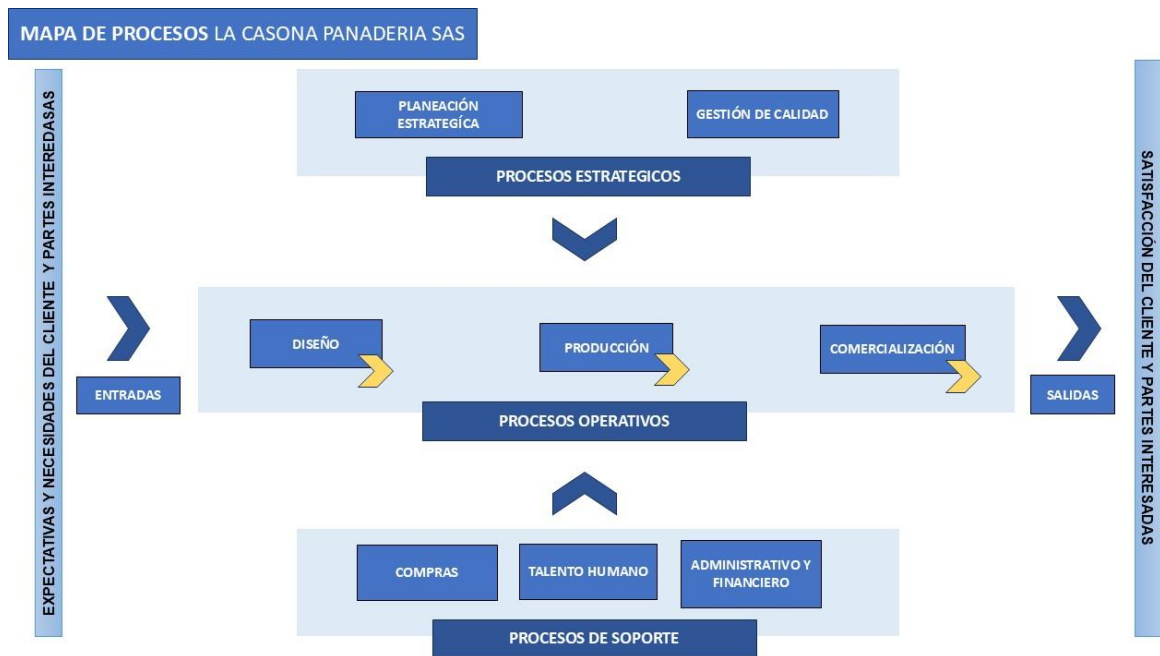 MAPA DE PROCESOS LA CASONA PANADERIA SAS
EXPECTATIVAS Y NECESIDADES DEL CLIENTE Y PARTES INTEREDASAS
PLANEACIÓN
ESTRATEGÍCA
GESTIÓN DE CALIDAD
PROCESOS ESTRATEGICOS
ENTRADAS
DISEÑO
PRODUCCIÓN
COMERCIALIZACIÓN
PROCESOS OPERATIVOS
SALIDAS
COMPRAS
TALENTO HUMANO
ADMINISTRATIVO Y
FINANCIERO
PROCESOS DE SOPORTE
SATISFACCIÓN DEL CLIENTE Y PARTES INTERESADAS